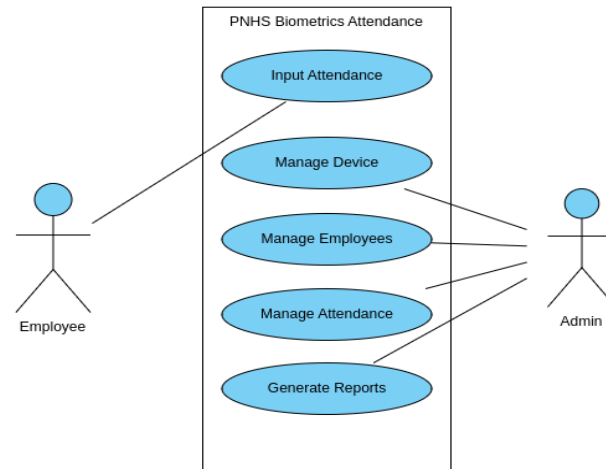 PNHS Biometrics Attendance
Input Attendance
Manage Device
Manage Employees
Manage Attendance
Generate Reports
Employee
Admin